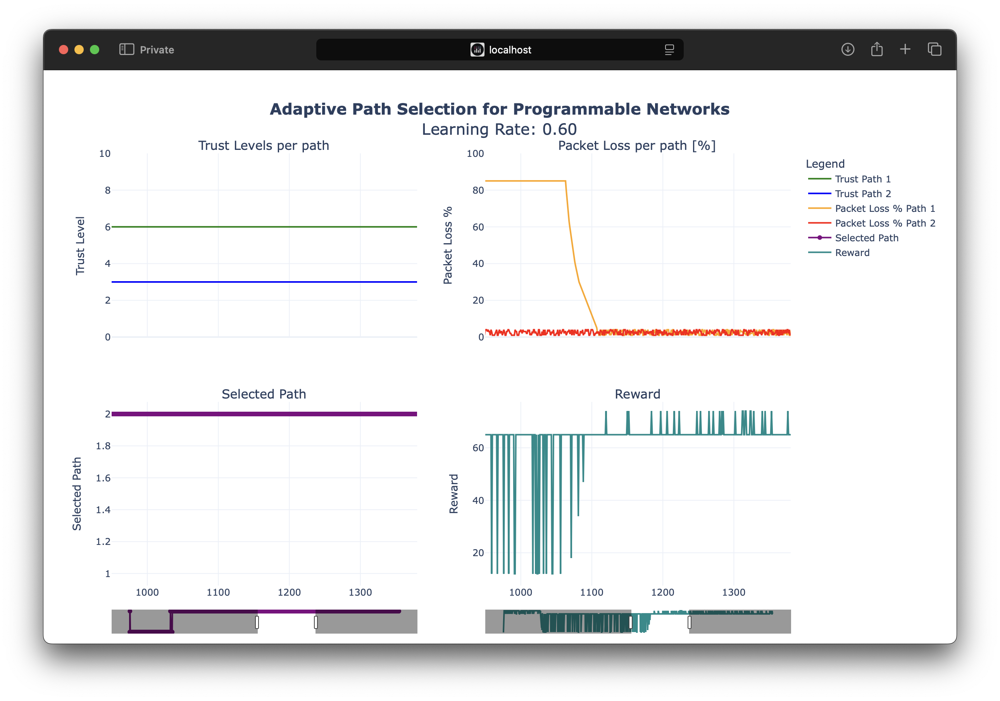 Private
localhost
Adaptive Path Selection for Programmable Networks
Learning Rate: 0.60
Trust Levels per path
10
8
6
4
2
0
Trust Level
Packet Loss per path [%]
100
80
60
40
20
0
Packet Loss %
Legend
Trust Path 1
Trust Path 2
Packet Loss % Path 1
Packet Loss % Path 2
Selected Path
Reward
Selected Path
2
1.8
1.6
1.4
1.2
1
Selected Path
1000 1100 1200 1300
Reward
60
40
20
Reward
1000 1100 1200 1300